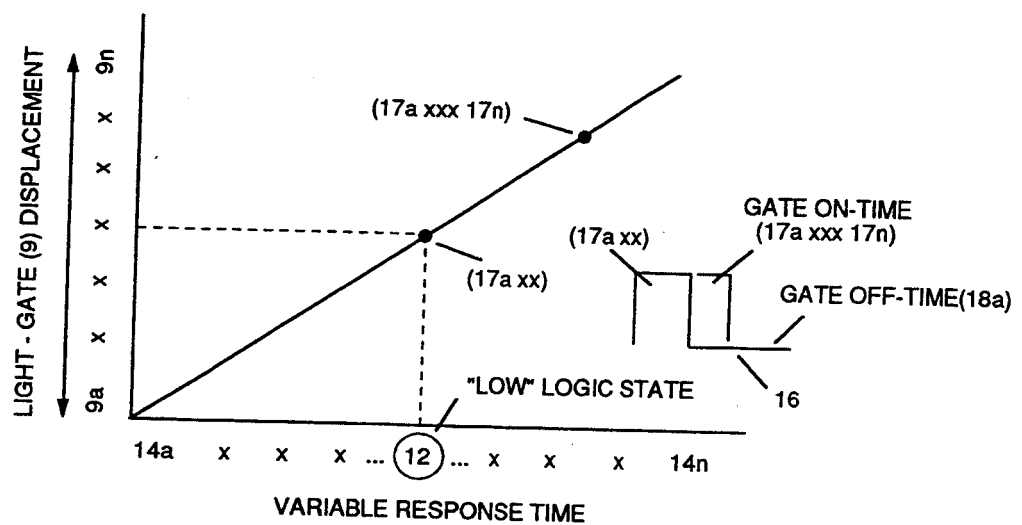 LIGHT - GATE (9) DISPLACEMENT
9n
x
x
x
x
x
9a
(17a xxx 17n)
(17a xx)
GATE ON-TIME
(17a xx)
(17a xxx 17n)
GATE OFF-TIME(18a)
16
"LOW" LOGIC STATE
14a x x x ... 12 ... x x x 14n
VARIABLE RESPONSE TIME